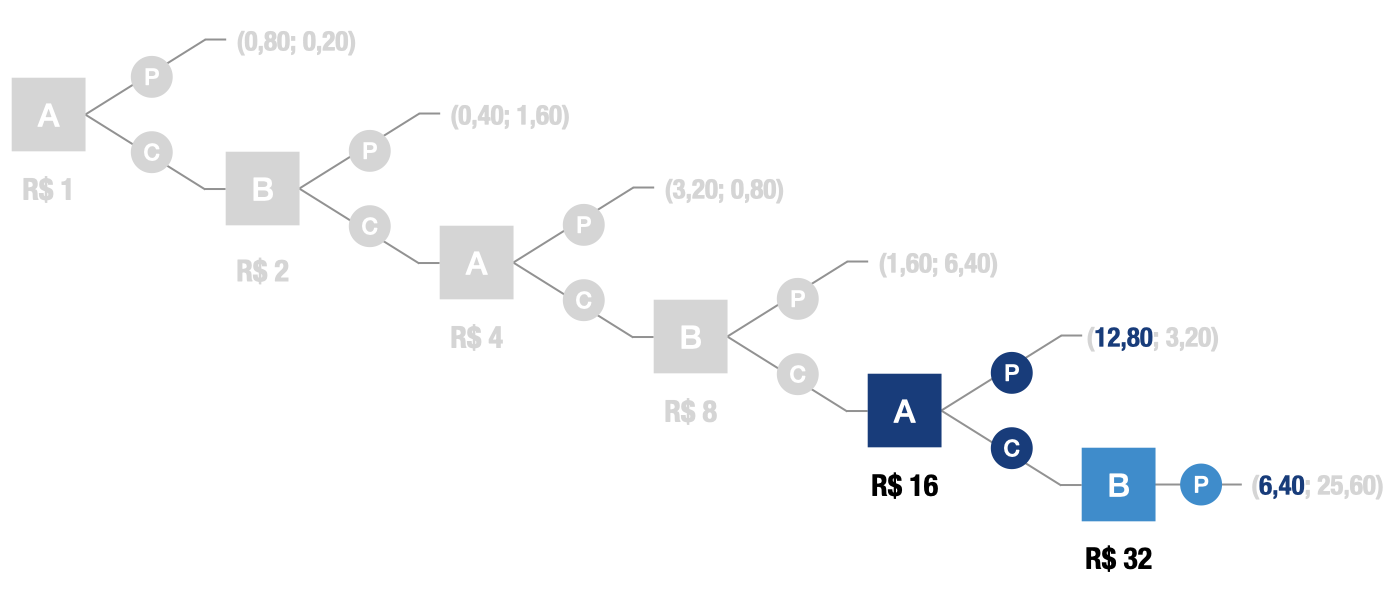 (0,80; 0,20)
P
A
C
R$ 1
(0,40; 1,60)
P
B
C
R$ 2
(3,20; 0,80)
P
A
C
R$ 4
(1,60; 6,40)
P
B
C
R$ 8
(12,80; 3,20)
P
A
C
R$ 16
B
P
(6,40; 25,60)
R$ 32